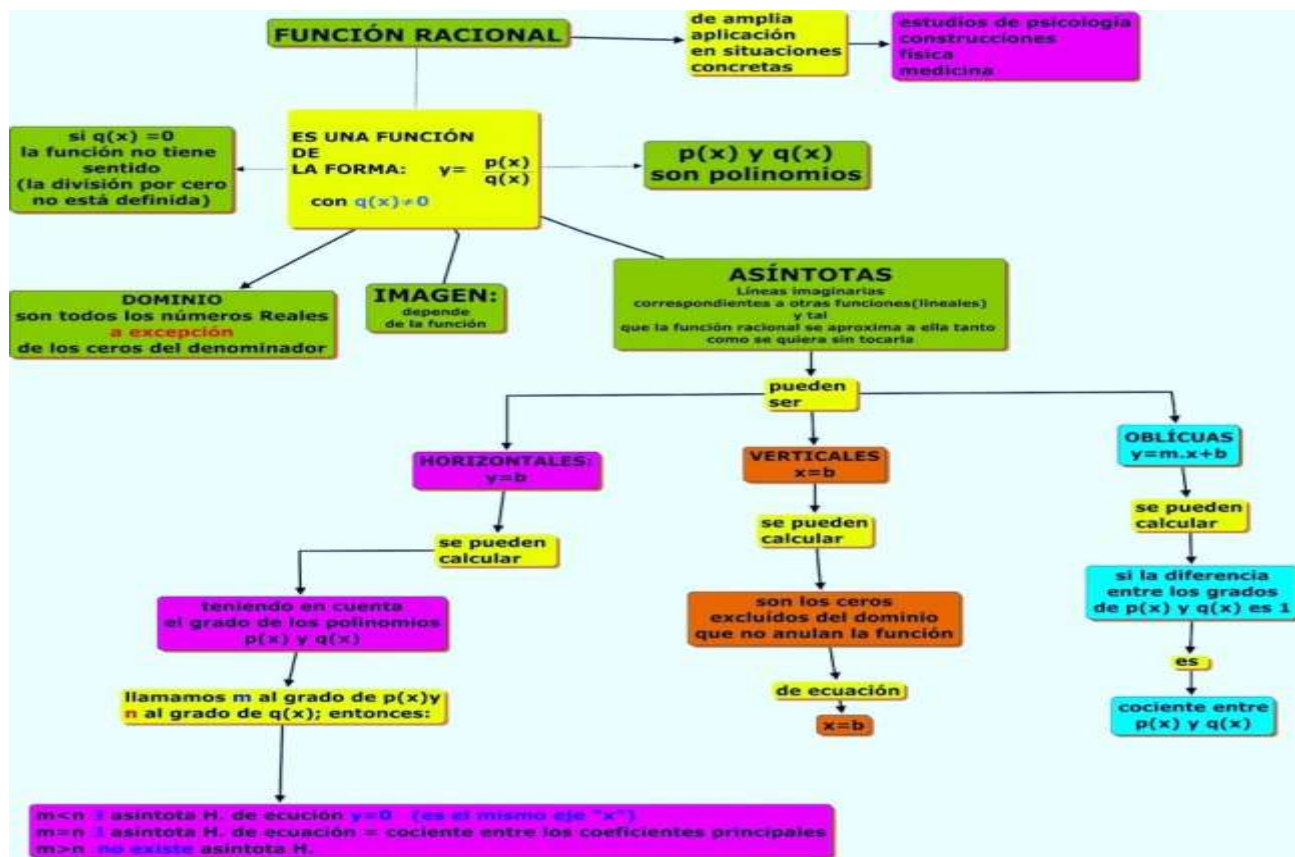 FUNCIÓN RACIONAL
de amplia
aplicación
en situaciones
concretas
estudios de psicología
construcciones
física
medicina
si q(x) =0
la función no tiene
sentido
(la división por cero
no está definida)
ES UNA FUNCIÓN
DE
LA FORMA: y= p(x)
q(x)
con q(x)≠0
p(x) y q(x)
son polinomios
DOMINIO
son todos los números Reales
a excepción
de los ceros del denominador
IMAGEN:
depende
de la función
ASÍNTOTAS
Líneas imaginarias
correspondientes a otras funciones(lineales)
y tal
que la función racional se aproxima a ella tanto
como se quiera sin tocarla
pueden
ser
HORIZONTALES:
y=b
se pueden
calcular
teniendo en cuenta
el grado de los polinomios
p(x) y q(x)
llamamos m al grado de p(x)y
n al grado de q(x); entonces:
m<n ∃ asíntota H. de ecución y=0 (es el mismo eje "x")
m=n ∃ asíntota H. de ecuación = cociente entre los coeficientes principales
m>n no existe asíntota H.
VERTICALES
x=b
se pueden
calcular
son los ceros
excluídos del dominio
que no anulan la función
de ecuación
x=b
OBLÍCUAS
y=m.x+b
se pueden
calcular
si la diferencia
entre los grados
de p(x) y q(x) es 1
es
cociente entre
p(x) y q(x)